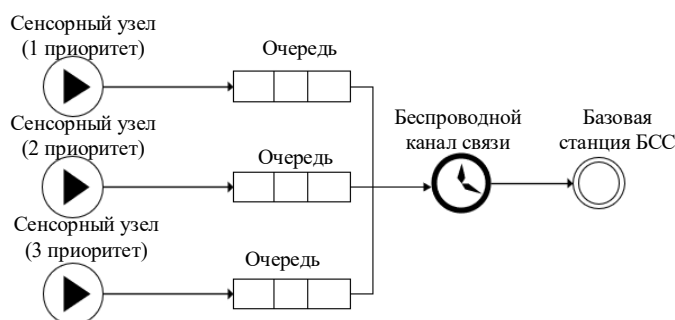 Сенсорный узел
(1 приоритет)
Очередь
Беспроводной
канал связи
Базовая
станция БСС
Сенсорный узел
(2 приоритет)
Очередь
Сенсорный узел
(3 приоритет)
Очередь